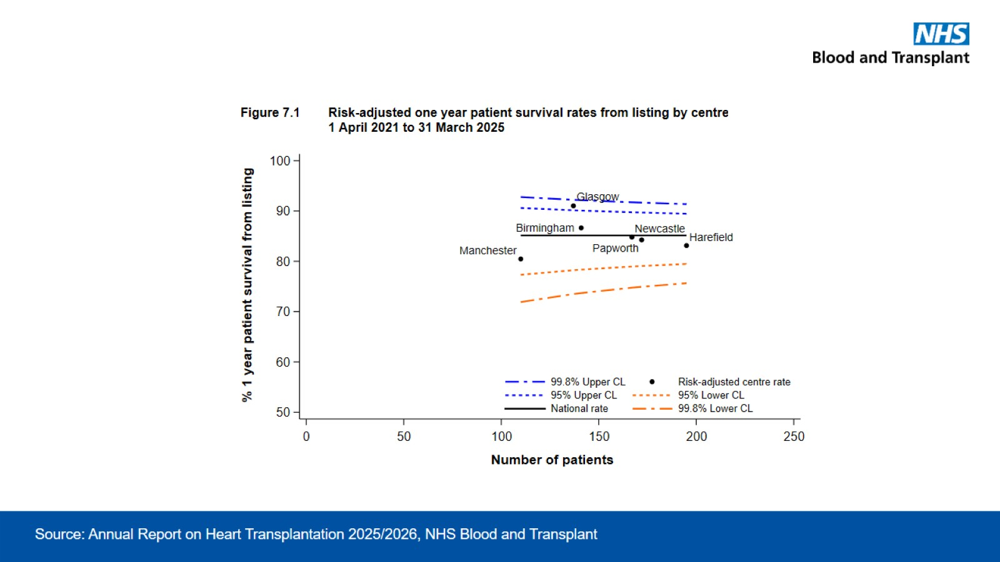 NHS
Blood and Transplant
Figure 7.1 Risk-adjusted one year patient survival rates from listing by centre
1 April 2021 to 31 March 2025
% 1 year patient survival from listing
100
90
80
70
60
50
Glasgow
Birmingham
Newcastle
Harefield
Papworth
Manchester
99.8% Upper CL
Risk-adjusted centre rate
95% Upper CL
95% Lower CL
National rate
99.8% Lower CL
0 50 100 150 200 250
Number of patients
Source: Annual Report on Heart Transplantation 2025/2026, NHS Blood and Transplant